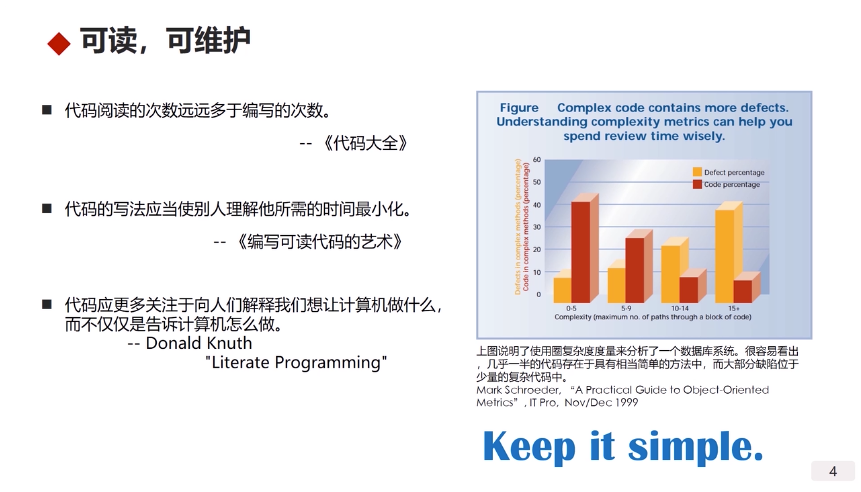 可读，可维护
代码阅读的次数远远多于编写的次数。
-- 《代码大全》
代码的写法应当使别人理解他所需的时间最小化。
-- 《编写可读代码的艺术》
代码应更多关注于向人们解释我们想让计算机做什么，
而不仅仅是告诉计算机怎么做。
-- Donald Knuth
"Literate Programming"
Figure Complex code contains more defects.
Understanding complexity metrics can help you
spend review time wisely.
Defects in complex methods (percentage)
Code in complex methods (percentage)
60
50
40
30
20
10
0
Defect percentage
Code percentage
0-5 5-9 10-14 15+
Complexity (maximum no. of paths through a block of code)
上图说明了使用圈复杂度度量来分析了一个数据库系统。很容易看出
，几乎一半的代码存在于具有相当简单的方法中，而大部分缺陷位于
少量的复杂代码中。
Mark Schroeder, “A Practical Guide to Object-Oriented
Metrics”, IT Pro, Nov/Dec 1999
Keep it simple.
4